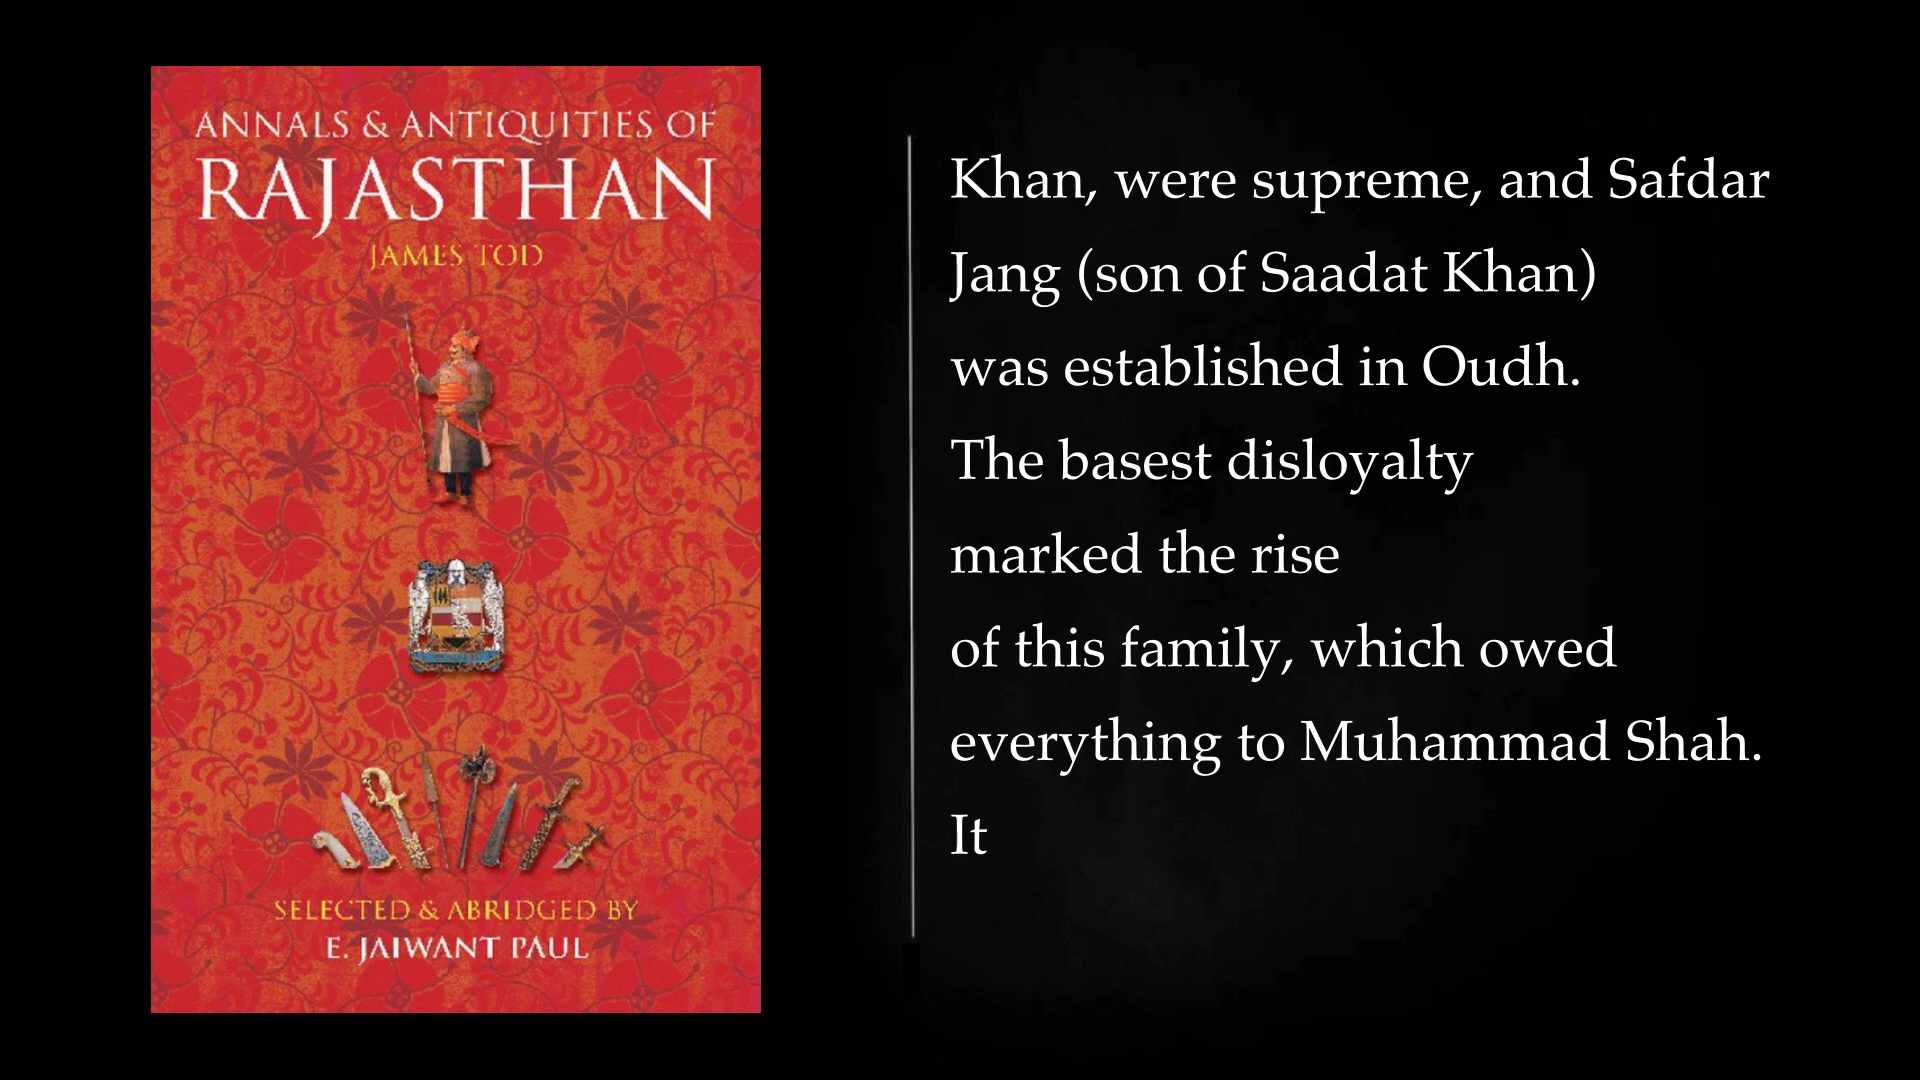 ANNALS & ANTIQUITIES OF
RAJASTHAN
JAMES TOD
SELECTED & ABRIDGED BY
E. JAIWANT PAUL
Khan, were supreme, and Safdar
Jang (son of Saadat Khan)
was established in Oudh.
The basest disloyalty
marked the rise
of this family, which owed
everything to Muhammad Shah.
It